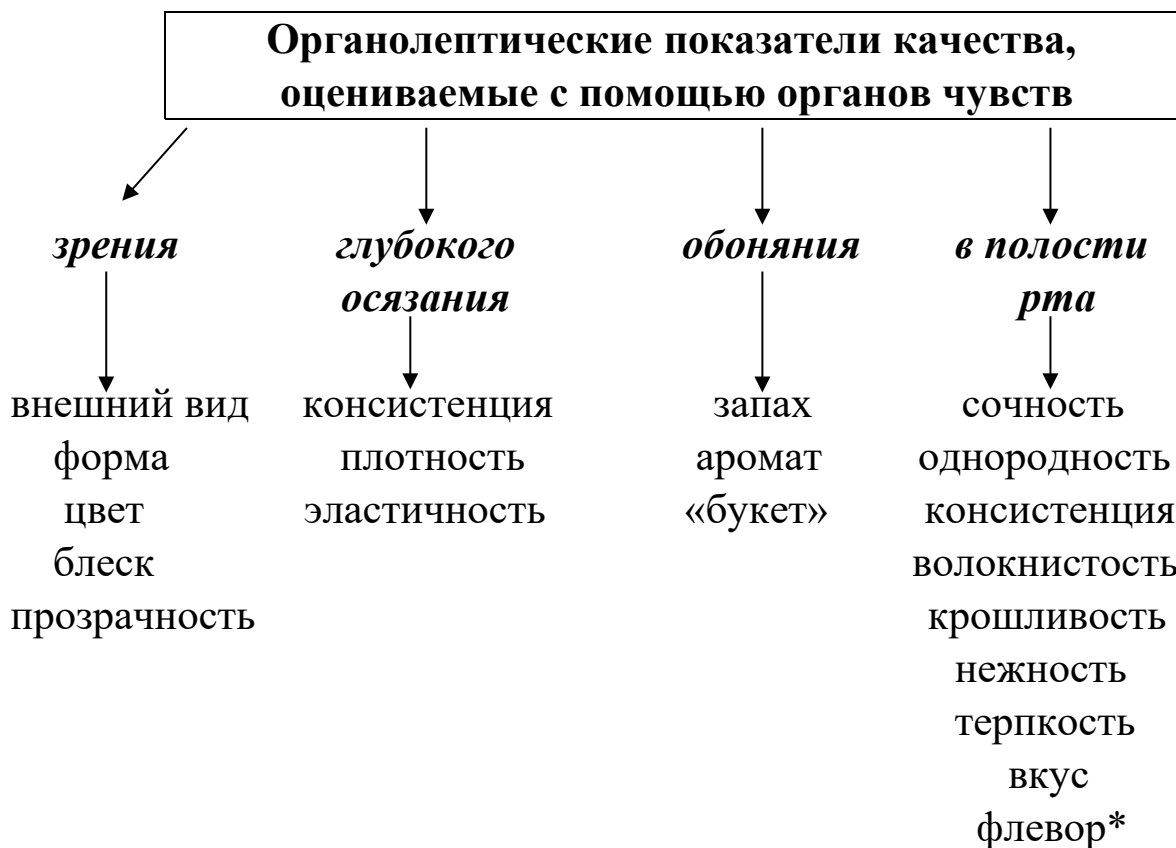 Органолептические показатели качества,
оцениваемые с помощью органов чувств
зрения
глубокого
осязания
обоняния
в полости
рта
внешний вид
форма
цвет
блеск
прозрачность
консистенция
плотность
эластичность
запах
аромат
«букет»
сочность
однородность
консистенция
волокнистость
крошливость
нежность
терпкость
вкус
флевор*